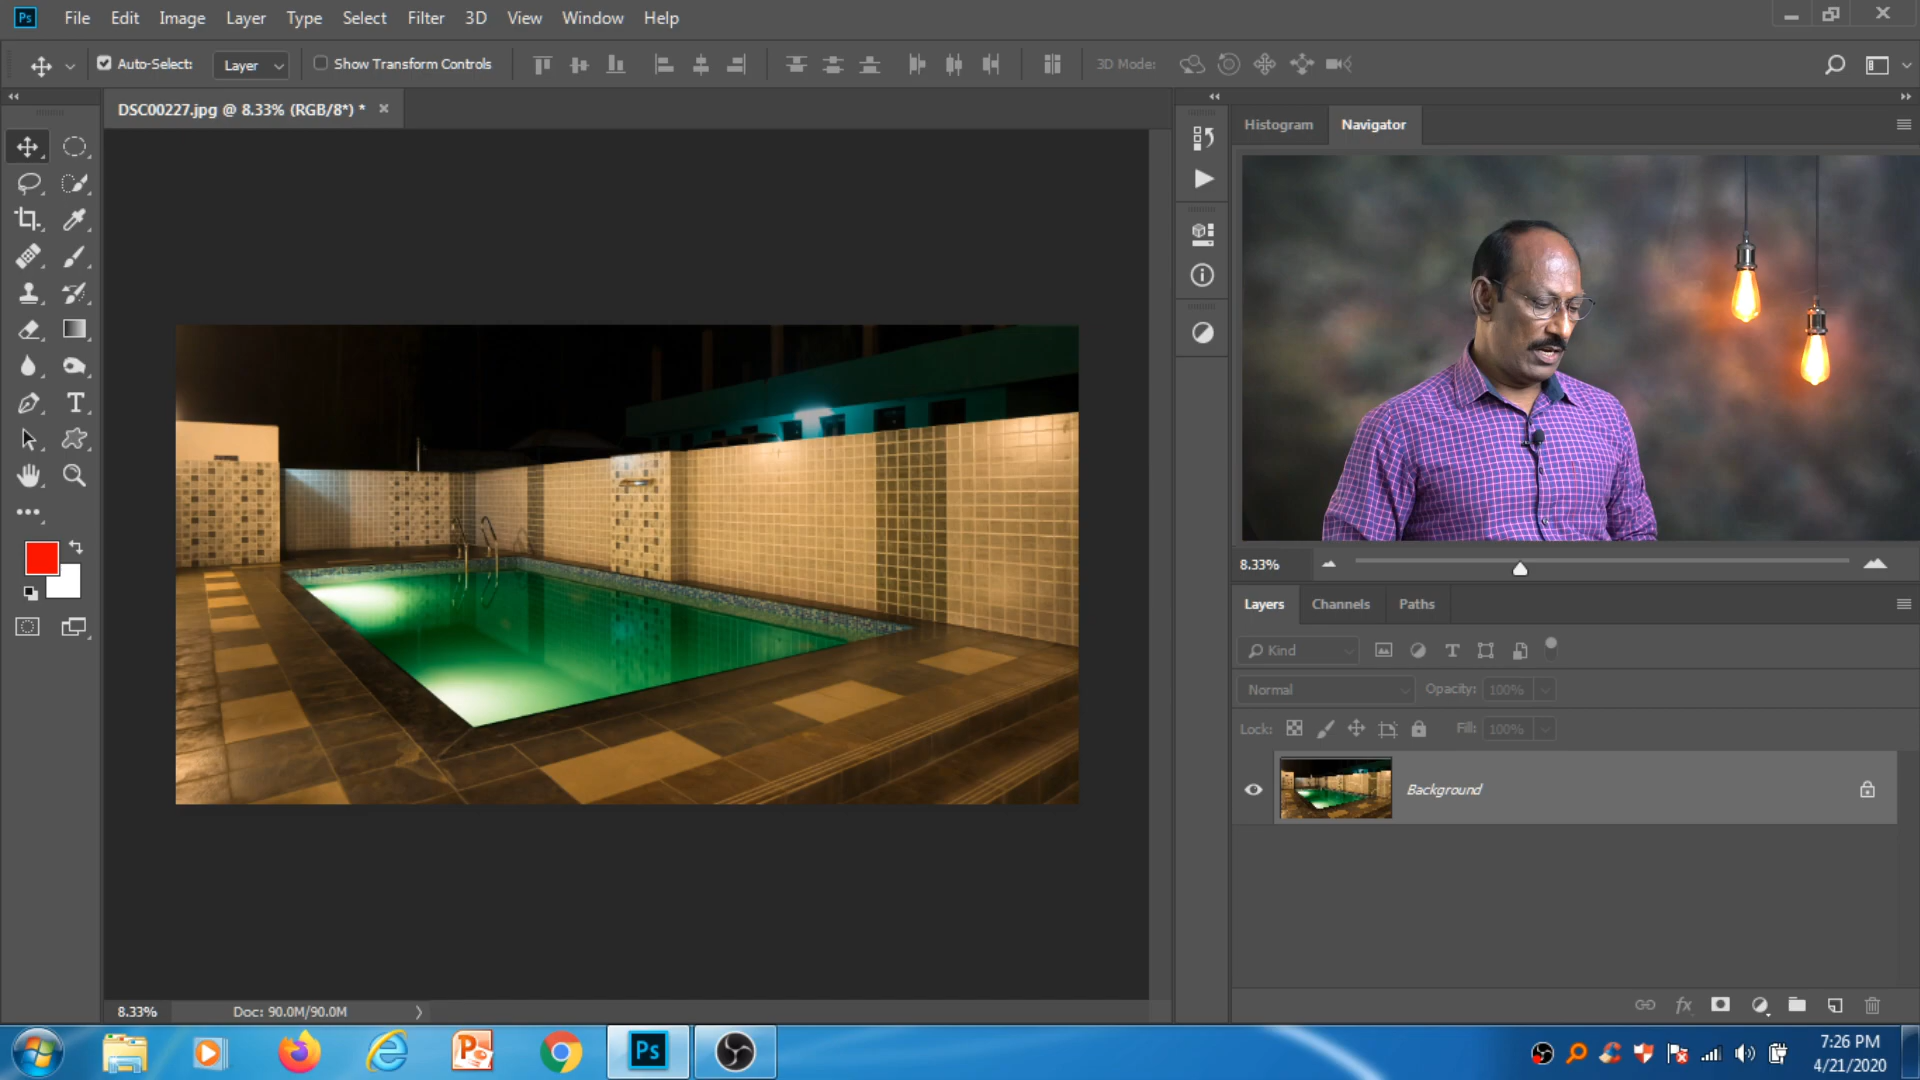 Ps File Edit Image Layer Type Select Filter 3D View Window Help
Auto-Select: Layer Show Transform Controls 3D Mode:
DSC00227.jpg @ 8.33% (RGB/8*) *
Histogram Navigator
8.33%
Layers Channels Paths
Kind
Normal Opacity: 100%
Lock: Fill: 100%
Background
8.33% Doc: 90.0M/90.0M
Ps
7:26 PM
4/21/2020